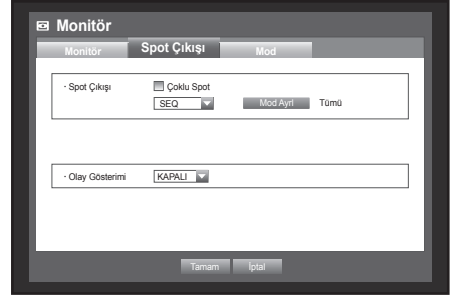 Monitör
Monitör Spot Çıkışı Mod
· Spot Çıkışı Çoklu Spot
SEQ Mod Ayrl Tümü
· Olay Gösterimi KAPALI
Tamam İptal